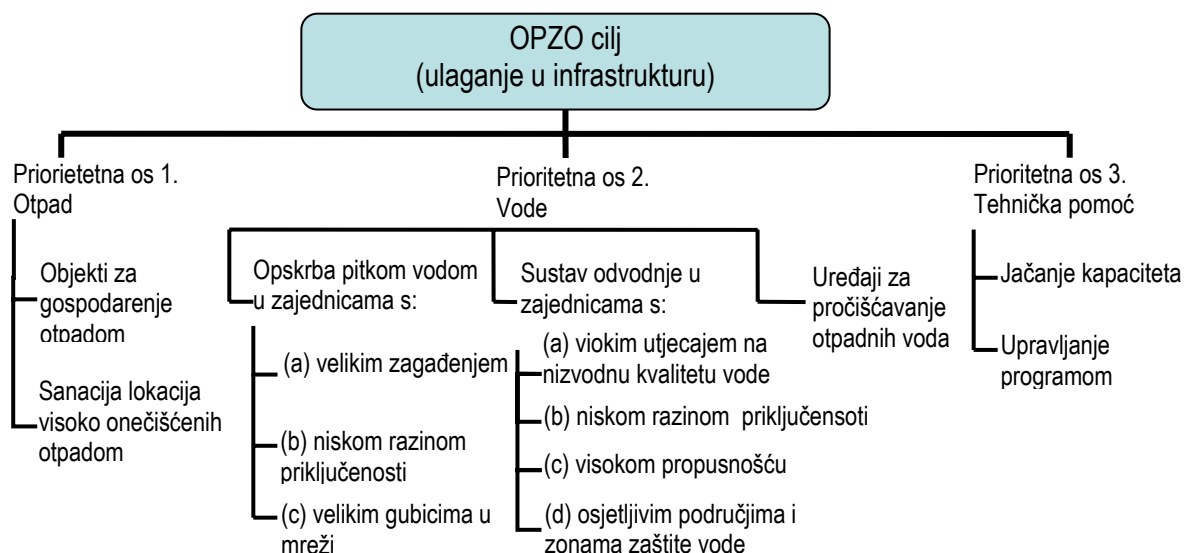 OPZO cilj
(ulaganje u infrastrukturu)
Priorietetna os 1.
Otpad
Objekti za
gospodarenje
otpadom
Sanacija lokacija
visoko onečišćenih
otpadom
Prioritetna os 2.
Vode
Opskrba pitkom vodom
u zajednicama s:
(a) velikim zagađenjem
(b) niskom razinom
priključenosti
(c) velikim gubicima u
mreži
Sustav odvodnje u
zajednicama s:
(a) viokim utjecajem na
nizvodnu kvalitetu vode
(b) niskom razinom priključensoti
(c) visokom propusnošću
(d) osjetljivim područjima i
zonama zaštite vode
Uređaji za
pročišćavanje
otpadnih voda
Prioritetna os 3.
Tehnička pomoć
Jačanje kapaciteta
Upravljanje
programom